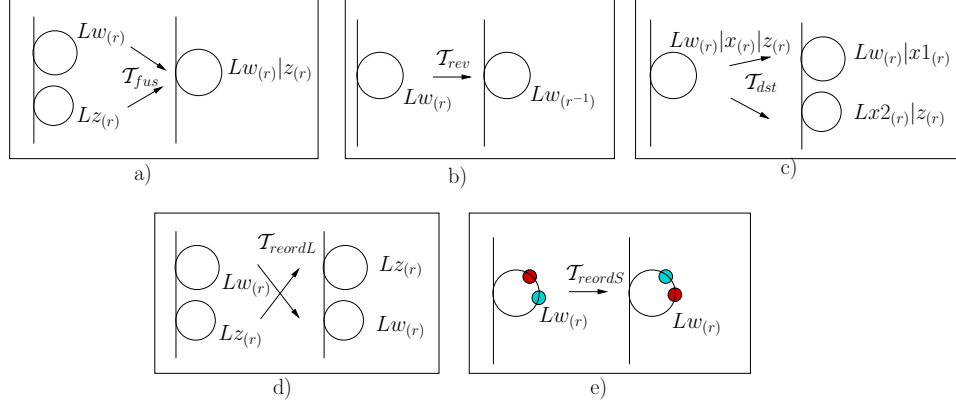 Lw(r)
𝒯fus
Lz(r)
Lw(r)|z(r)
a)
𝒯rev
Lw(r)
Lw(r⁻¹)
b)
Lw(r)|x(r)|z(r)
𝒯dst
Lw(r)|x1(r)
Lx2(r)|z(r)
c)
𝒯reordL
Lw(r)
Lz(r)
Lz(r)
Lw(r)
d)
𝒯reordS
Lw(r)
Lw(r)
e)